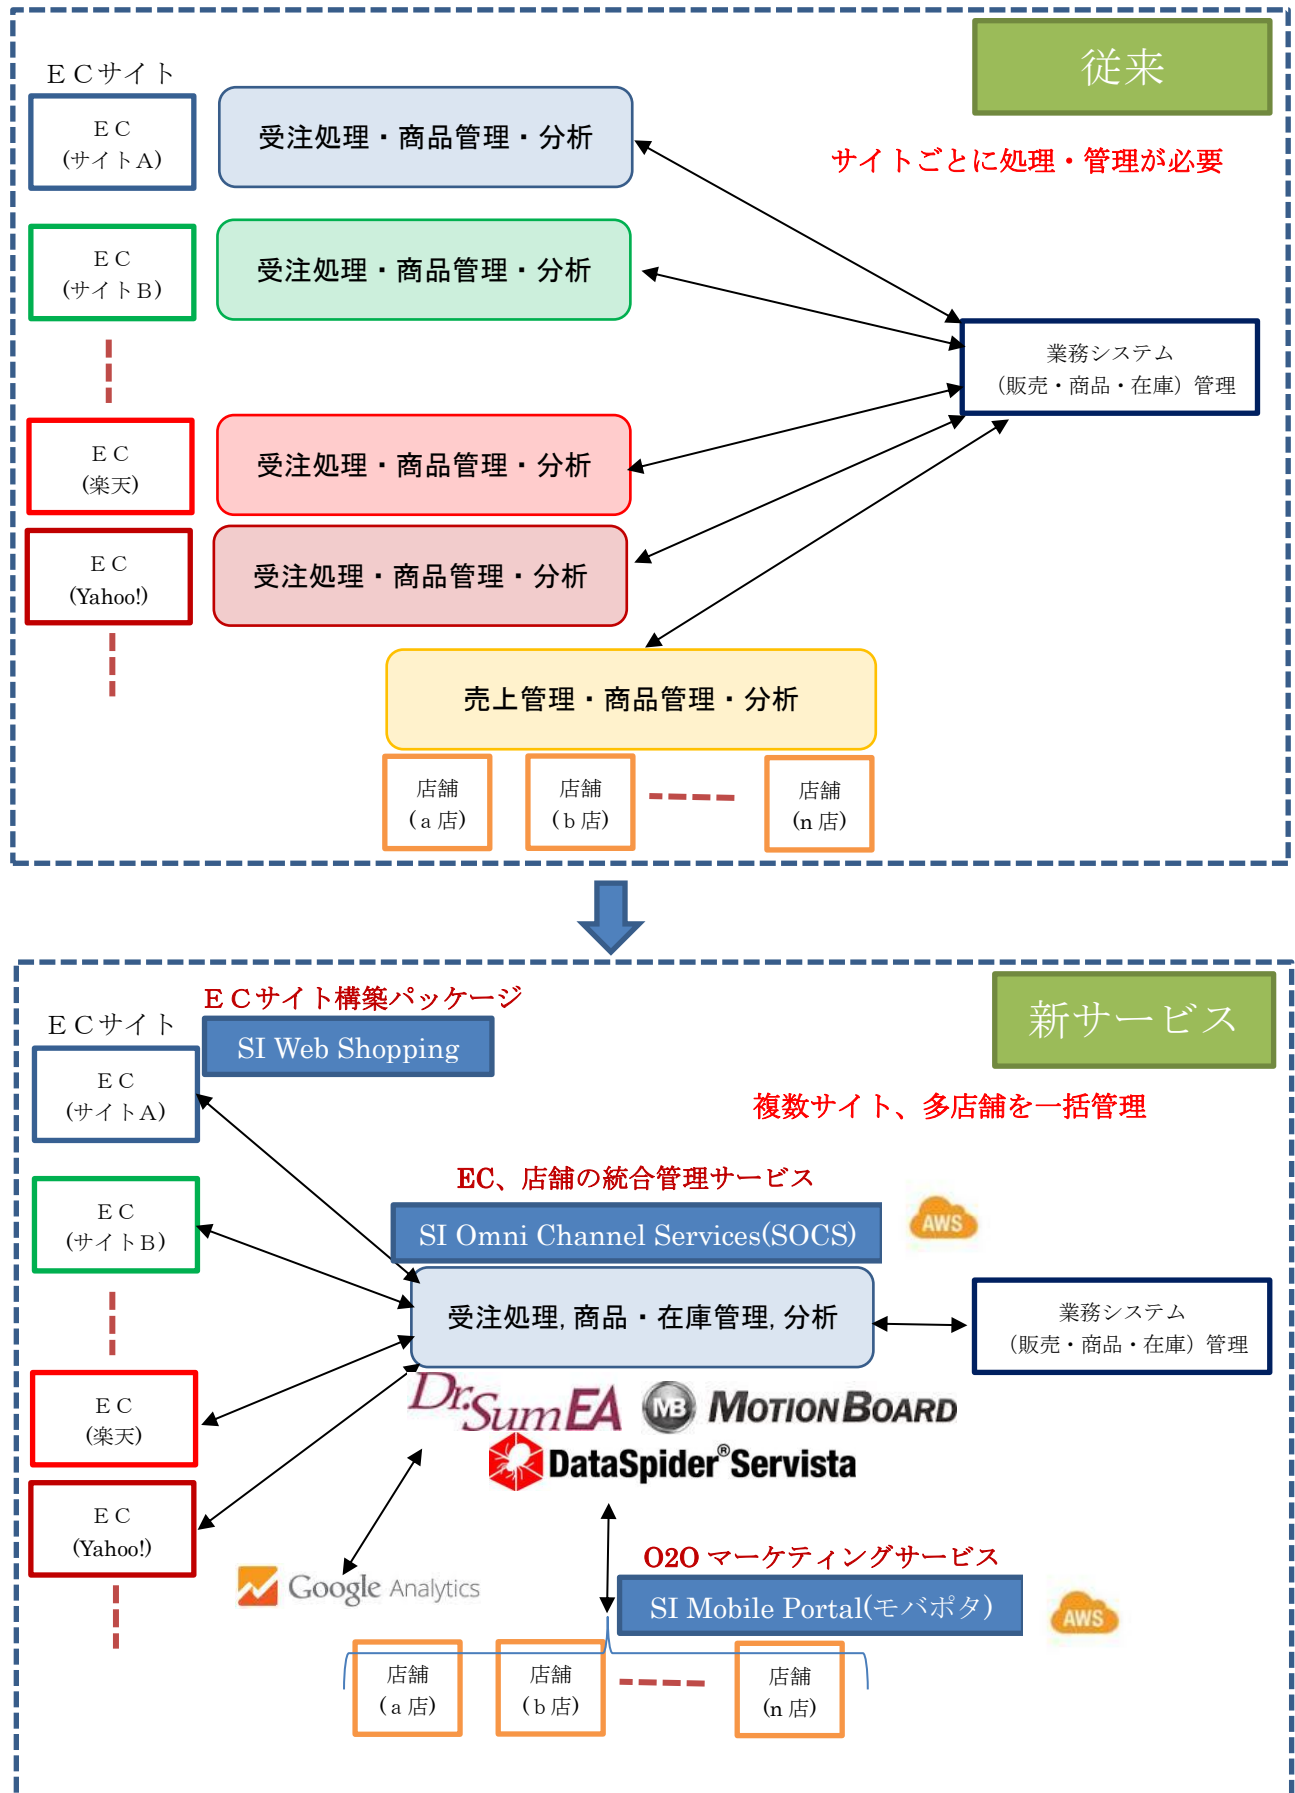 従来
ＥＣサイト
ＥＣ
(サイトＡ)
受注処理・商品管理・分析
サイトごとに処理・管理が必要
ＥＣ
(サイトＢ)
受注処理・商品管理・分析
業務システム
（販売・商品・在庫）管理
ＥＣ
(楽天)
受注処理・商品管理・分析
ＥＣ
(Yahoo!)
受注処理・商品管理・分析
売上管理・商品管理・分析
店舗
(ａ店)
店舗
(ｂ店)
店舗
(n 店)
新サービス
ＥＣサイト構築パッケージ
ＥＣサイト
SI Web Shopping
ＥＣ
(サイトＡ)
複数サイト、多店舗を一括管理
EC、店舗の統合管理サービス
ＥＣ
(サイトＢ)
SI Omni Channel Services(SOCS)
AWS
受注処理, 商品・在庫管理, 分析
業務システム
（販売・商品・在庫）管理
ＥＣ
(楽天)
Dr.Sum EA
MB MOTIONBOARD
DataSpider®Servista
ＥＣ
(Yahoo!)
O2O マーケティングサービス
Google Analytics
SI Mobile Portal(モバポタ)
AWS
店舗
(ａ店)
店舗
(ｂ店)
店舗
(n 店)